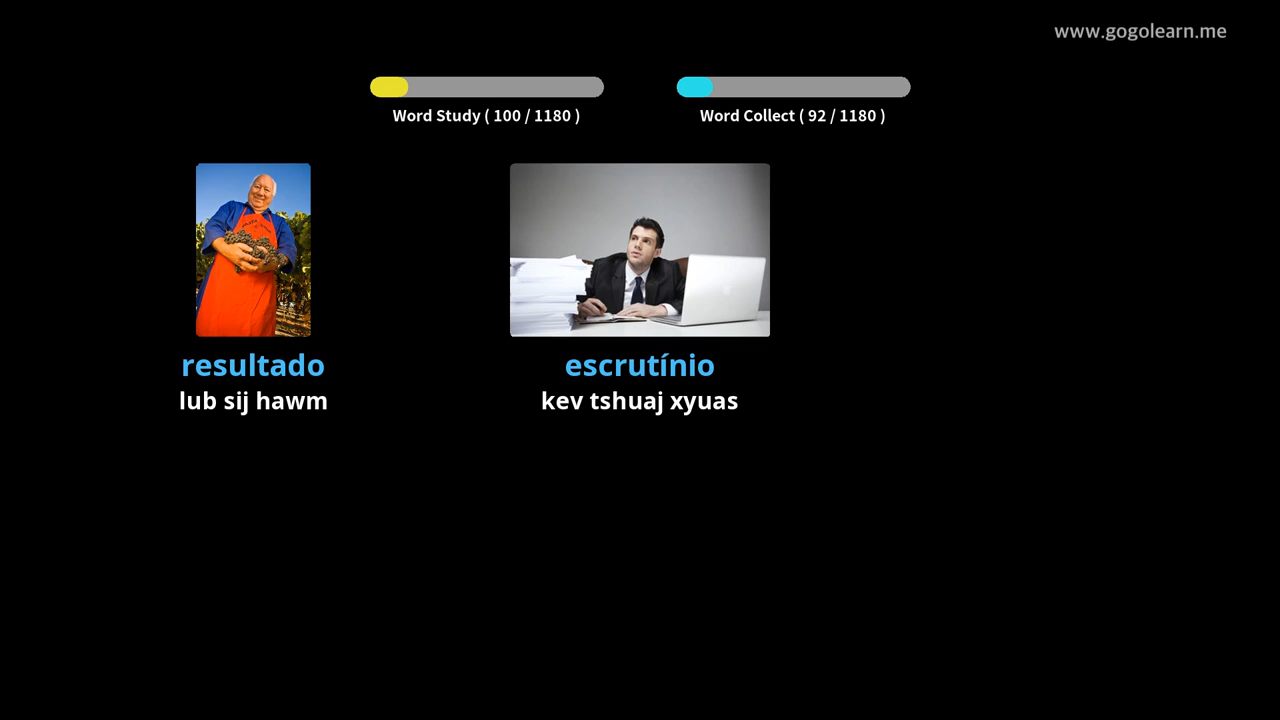 www.gogolearn.me
Word Study ( 100 / 1180 )
Word Collect ( 92 / 1180 )
resultado
lub sij hawm
escrutínio
kev tshuaj xyuas